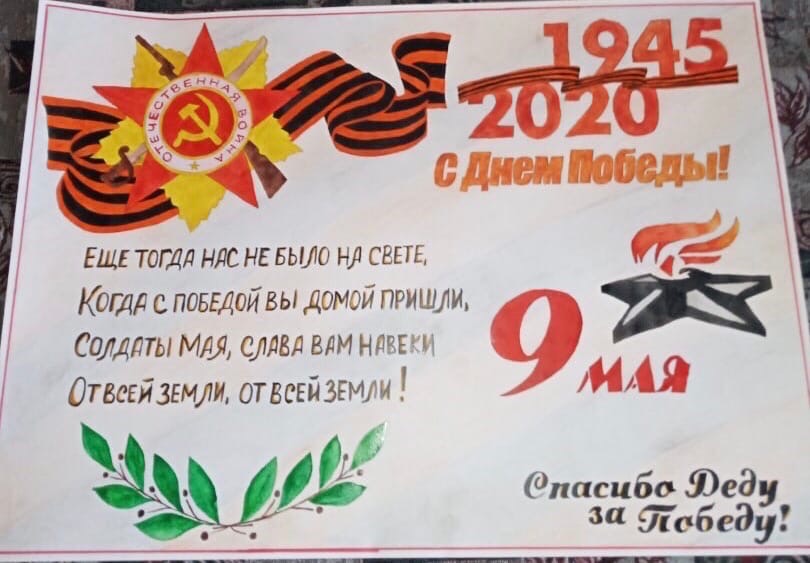 ОТЕЧЕСТВЕННАЯ ВОЙНА
1945
2020
С Днем Победы!
ЕЩЕ ТОГДА НАС НЕ БЫЛО НА СВЕТЕ,
КОГДА С ПОБЕДОЙ ВЫ ДОМОЙ ПРИШЛИ,
СОЛДАТЫ МАЯ, СЛАВА ВАМ НАВЕКИ
ОТ ВСЕЙ ЗЕМЛИ, ОТ ВСЕЙ ЗЕМЛИ!
9 МАЯ
Спасибо Деду
за Победу!